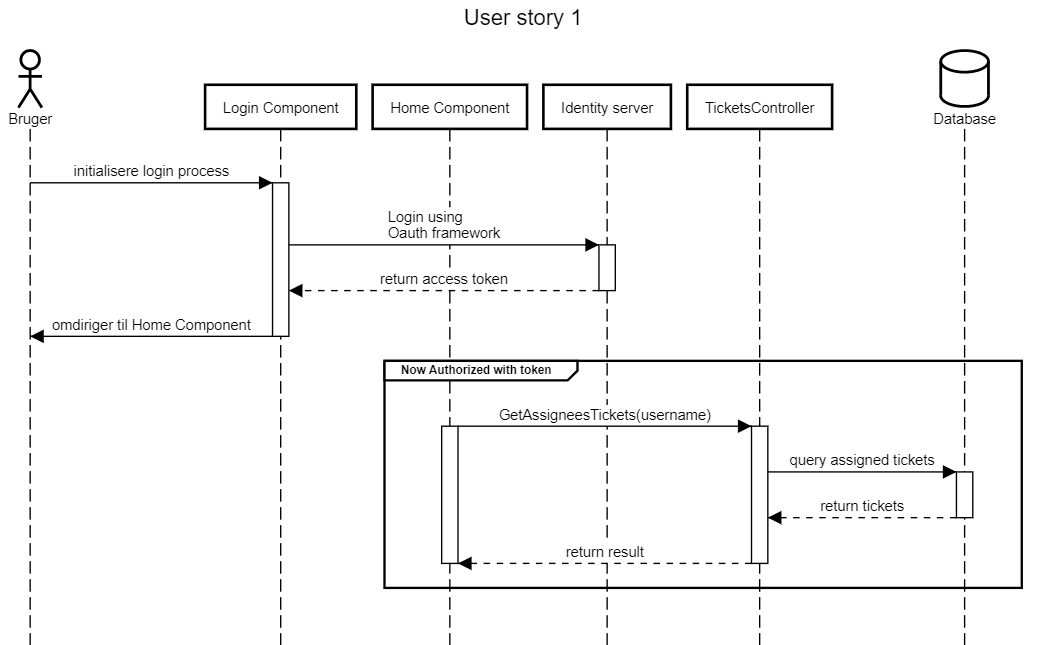 User story 1
Bruger
Login Component
Home Component
Identity server
TicketsController
Database
initialisere login process
Login using
Oauth framework
return access token
omdiriger til Home Component
Now Authorized with token
GetAssigneesTickets(username)
query assigned tickets
return tickets
return result